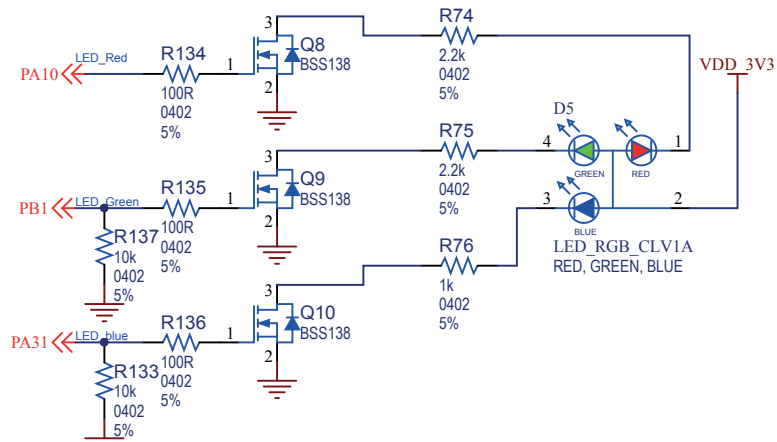 3
R74
LED_Red
R134
Q8
BSS138
PA10
1
2.2k
0402
5%
VDD_3V3
100R
0402
5%
2
D5
3
R75
4
1
GREEN
RED
LED_Green
R135
Q9
BSS138
PB1
1
2.2k
0402
5%
3
2
R137
10k
0402
5%
100R
0402
5%
2
BLUE
R76
LED_RGB_CLV1A
RED, GREEN, BLUE
3
1k
0402
5%
LED_blue
R136
Q10
BSS138
PA31
1
2
R133
10k
0402
5%
100R
0402
5%